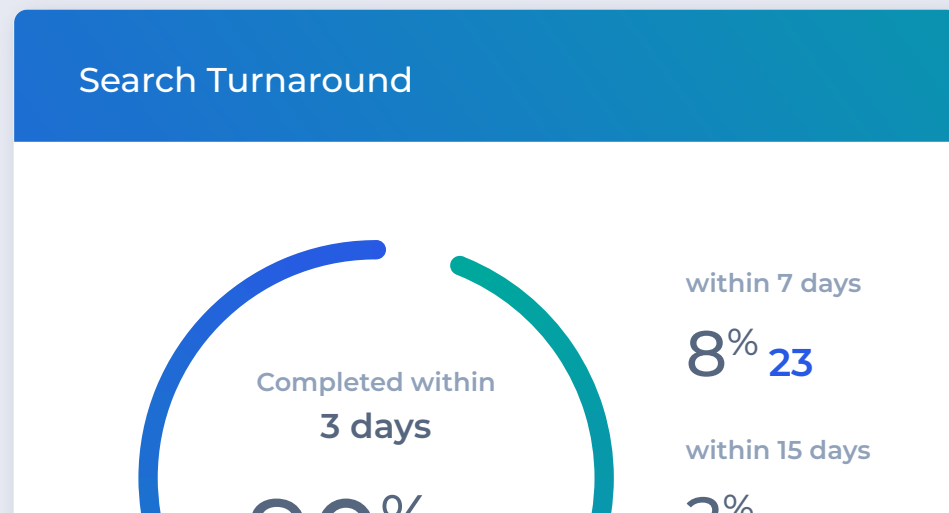 Search Turnaround
Completed within
3 days
within 7 days
8% 23
within 15 days